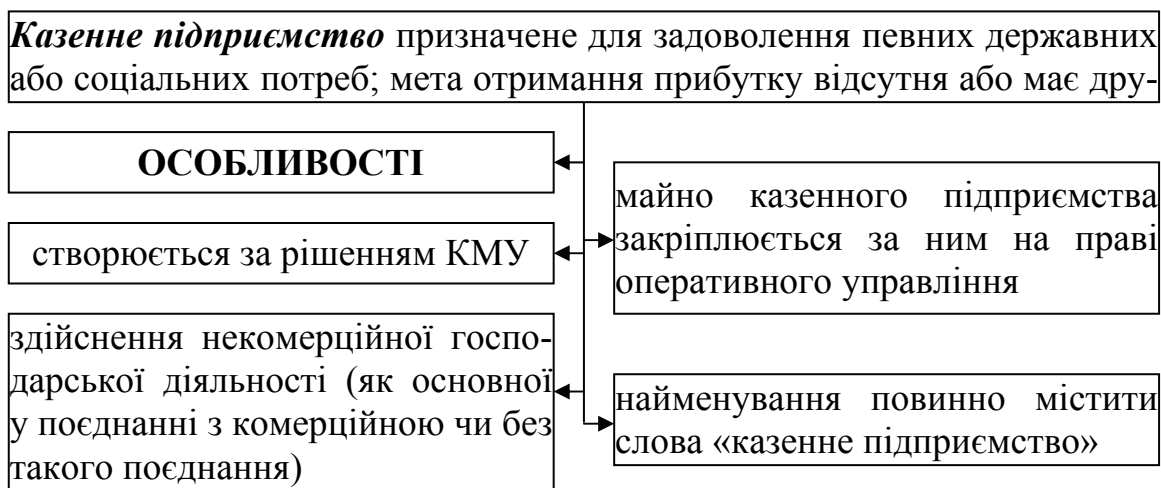 Казенне підприємство призначене для задоволення певних державних
або соціальних потреб; мета отримання прибутку відсутня або має дру-
ОСОБЛИВОСТІ
створюється за рішенням КМУ
здійснення некомерційної госпо-
дарської діяльності (як основної
у поєднанні з комерційною чи без
такого поєднання)
майно казенного підприємства
закріплюється за ним на праві
оперативного управління
найменування повинно містити
слова «казенне підприємство»